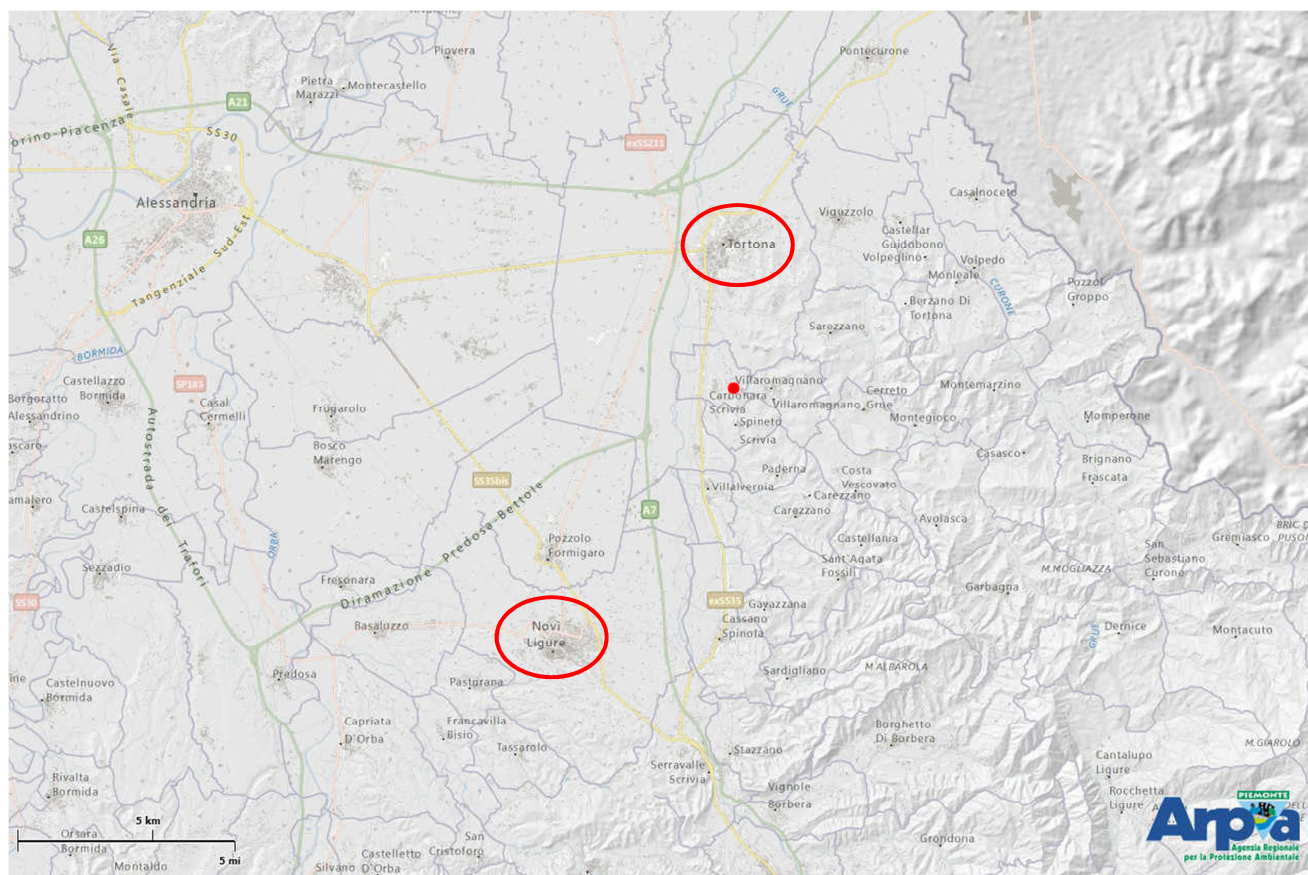 Piovera
Pontecurone
Via Casale
Pietra
Marazzi
Montecastello
A21
GRUE
Torino-Piacenza
SS30
exSS211
Alessandria
Casalnoceto
Viguzzolo
Castellar
Guidobono
Volpeglino
Tortona
A26
Tangenziale Sud-Est
Volpedo
Monleale
CURONE
Pozzol
Groppo
Berzano Di
Tortona
Sarezzano
BORMIDA
Castellazzo
Bormida
SP185
Borgoratto
Alessandrino
Casal
Cermelli
Frugarolo
Villaromagnano
Carbonara
Scrivia
Villaromagnano
Cerreto
Grue
Montemarzino
Montegioco
Momperone
Spineto
Scrivia
Autostrada dei Trafori
Bosco
Marengo
Casasco
Brignano
Frascata
Paderna
Costa
Vescovato
Carezzano
Carezzano
Villalvernia
SS35bis
A7
Castelspina
Avolasca
Castellania
Diramazione Predosa-Bettole
ORBA
Pozzolo
Formigaro
Sant'Agata
Fossili
M.MOGLIAZZA
San
Sebastiano
Curone
Gremiasco
Sezzadio
Fresonara
Garbagna
SS30
exSS35
Gavazzana
Cassano
Spinola
Basaluzzo
Novi
Ligure
GRUE
Dernice
Montacuto
Sardigliano
M.ALBAROLA
Predosa
Castelnuovo
Bormida
Pasturana
Capriata
D'Orba
Francavilla
Bisio
Tassarolo
Borghetto
Di Borbera
M.GIAROLO
Stazzano
Serravalle
Scrivia
Cantalupo
Ligure
Rocchetta
Ligure
Vignole
Borbera
Rivalta
Bormida
5 km
5 mi
Orsara
Bormida
Montaldo
Silvano
Castelletto
D'Orba
San
Cristoforo
Grondona
PIEMONTE
Arpa
Agenzia Regionale
per la Protezione Ambientale